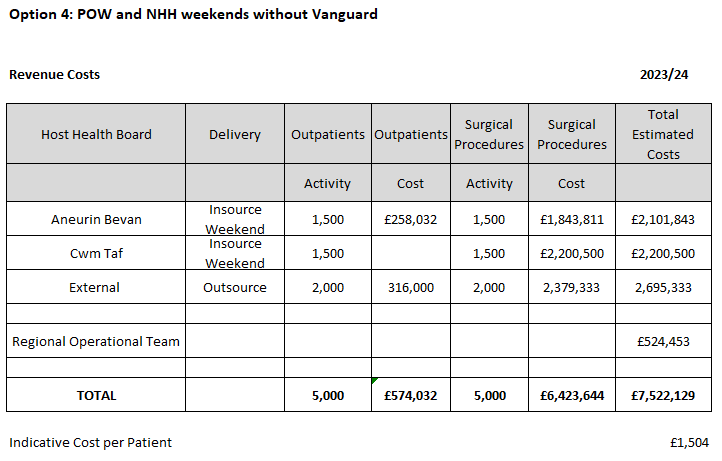 Option 4: POW and NHH weekends without Vanguard
Revenue Costs 2023/24
Host Health Board Delivery Outpatients Outpatients Surgical Procedures Surgical Procedures Total Estimated Costs
Activity Cost Activity Cost
Aneurin Bevan Insource Weekend 1,500 £258,032 1,500 £1,843,811 £2,101,843
Cwm Taf Insource Weekend 1,500 1,500 £2,200,500 £2,200,500
External Outsource 2,000 316,000 2,000 2,379,333 2,695,333
Regional Operational Team £524,453
TOTAL 5,000 £574,032 5,000 £6,423,644 £7,522,129
Indicative Cost per Patient £1,504